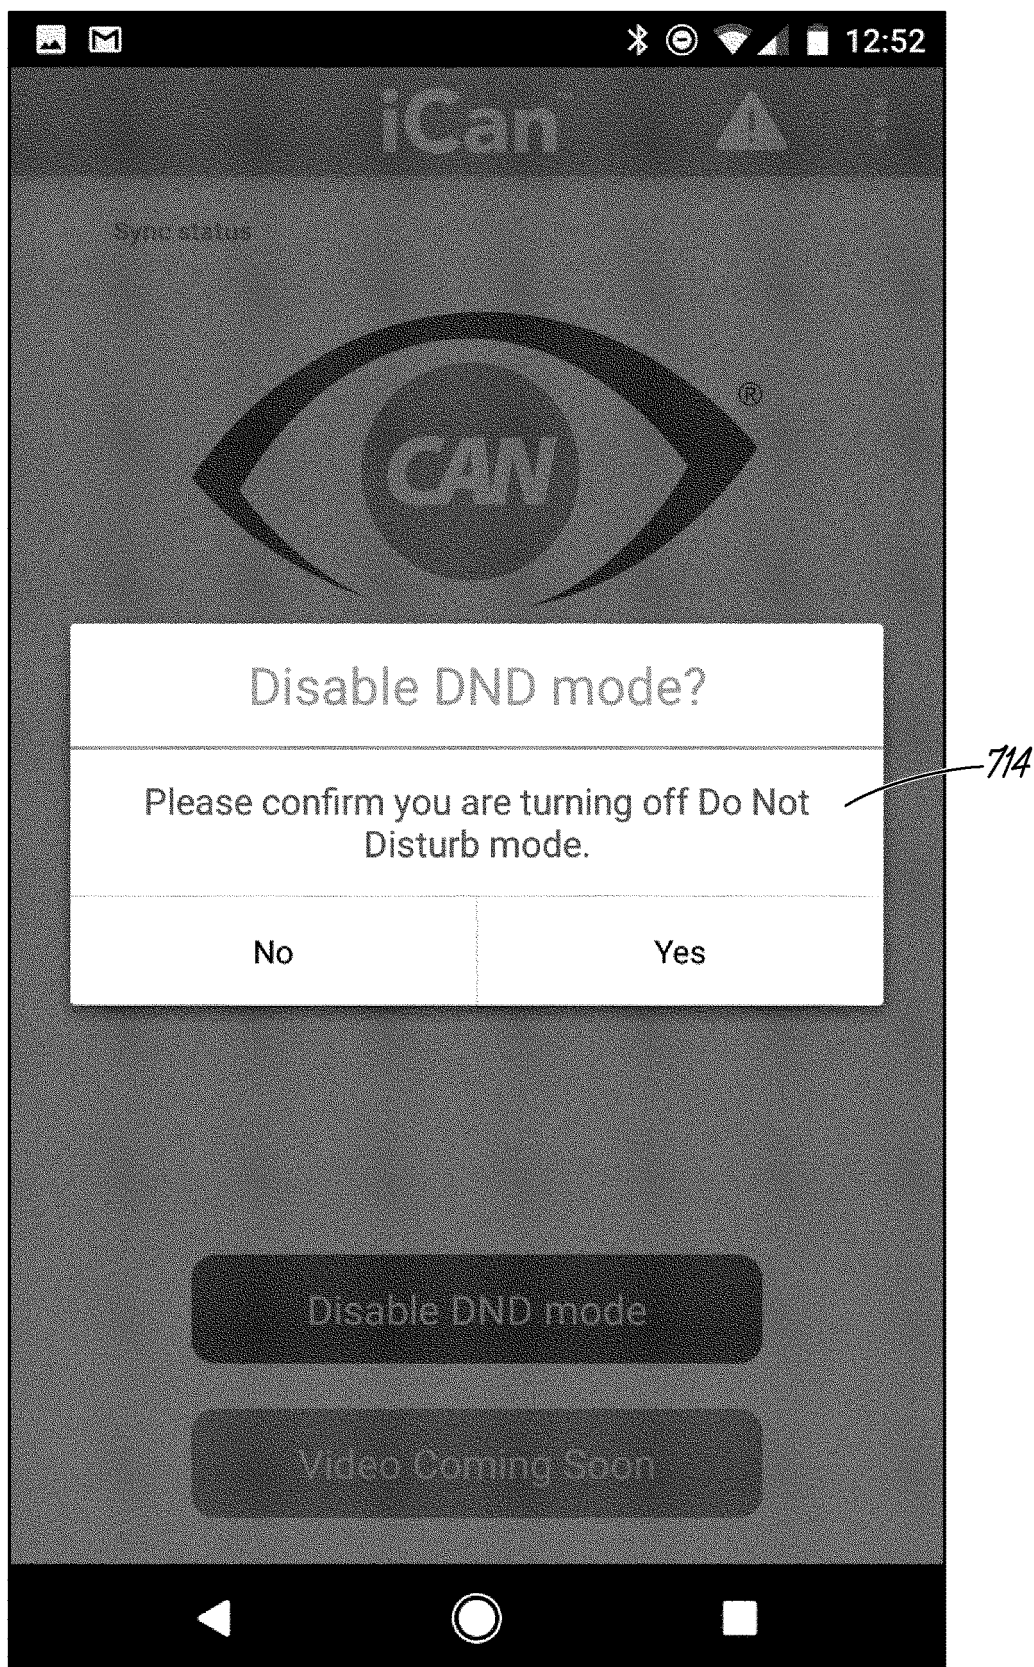 12:52
iCan™
Sync status
®
CAN
Disable DND mode?
714
Please confirm you are turning off Do Not
Disturb mode.
No
Yes
Disable DND mode
Video Coming Soon